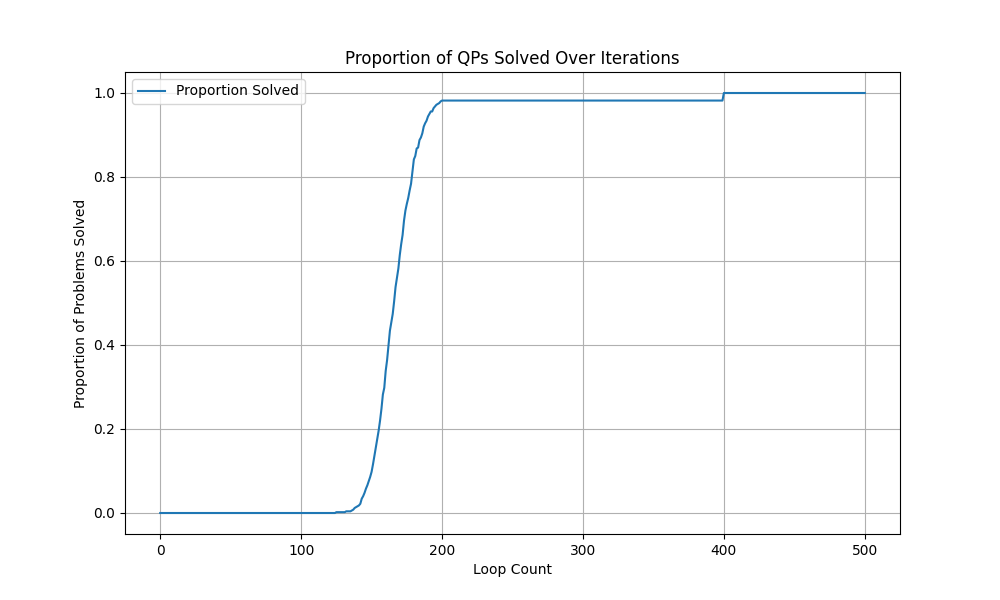 Proportion of QPs Solved Over Iterations
Proportion Solved
1.0
0.8
0.6
0.4
0.2
0.0
Proportion of Problems Solved
0 100 200 300 400 500
Loop Count